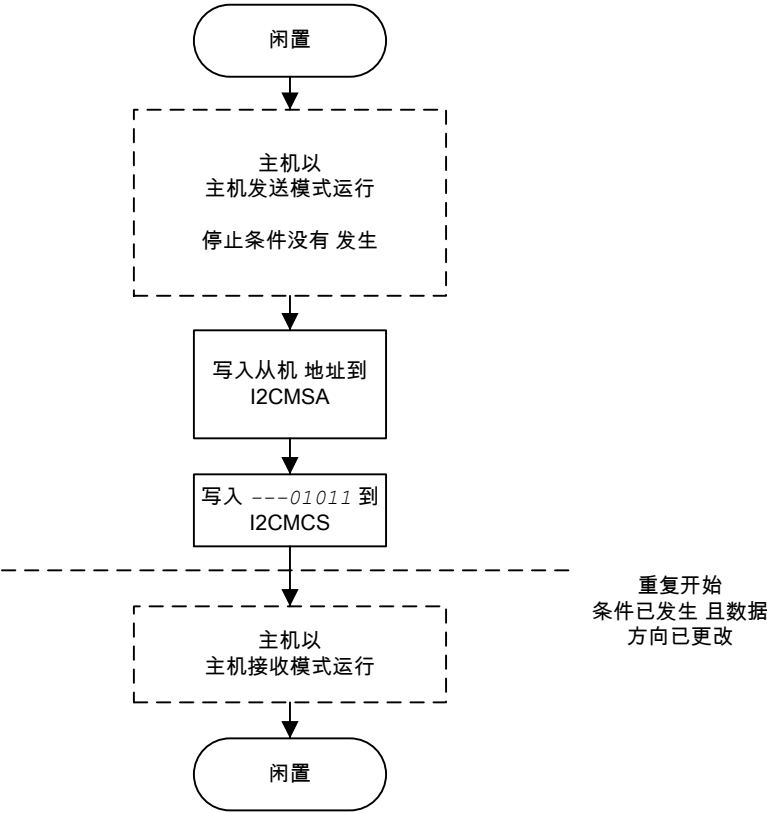 闲置
主机以
主机发送模式运行
停止条件没有 发生
写入从机 地址到
I2CMSA
写入 ---01011 到
I2CMCS
重复开始
条件已发生 且数据
方向已更改
主机以
主机接收模式运行
闲置